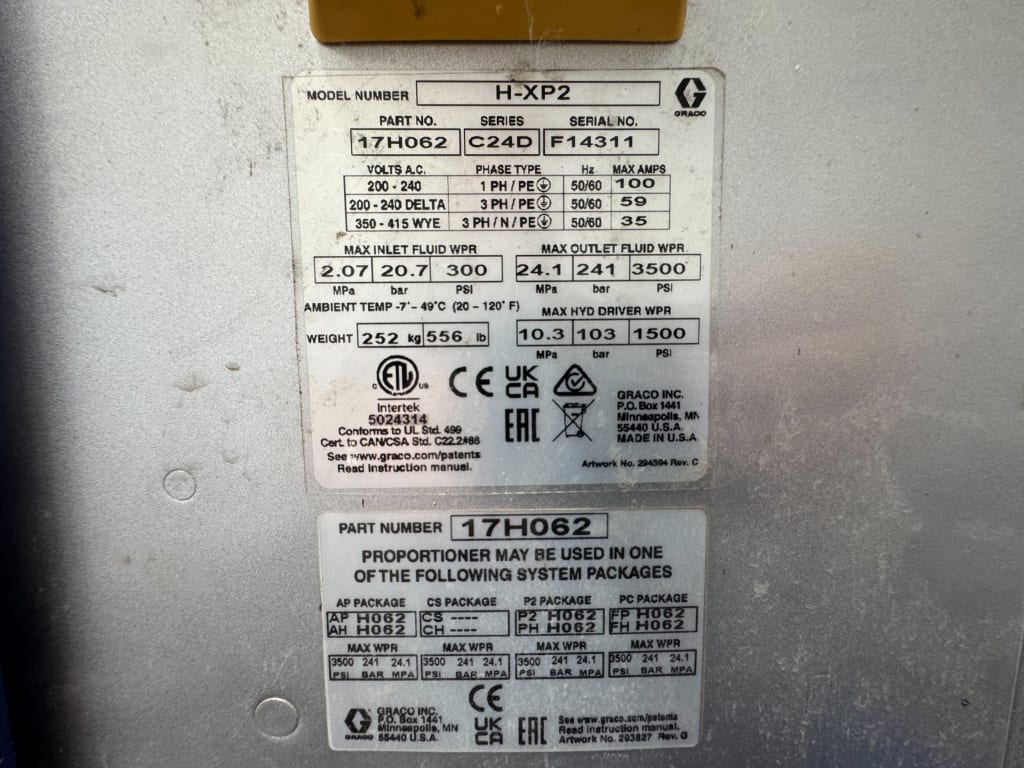 MODEL NUMBER H-XP2
GRACO
PART NO. SERIES SERIAL NO.
17H062 C24D F14311
VOLTS A.C. PHASE TYPE Hz MAX AMPS
200 - 240 1 PH / PE 50/60 100
200 - 240 DELTA 3 PH / PE 50/60 59
350 - 415 WYE 3 PH / N / PE 50/60 35
MAX INLET FLUID WPR MAX OUTLET FLUID WPR
2.07 20.7 300 24.1 241 3500
MPa bar PSI MPa bar PSI
AMBIENT TEMP -7°- 49°C (20 - 120° F)
MAX HYD DRIVER WPR
WEIGHT 252 kg 556 lb 10.3 103 1500
MPa bar PSI
C ETL US
Intertek
5024314
Conforms to UL Std. 499
Cert. to CAN/CSA Std. C22.2#88
See www.graco.com/patents
Read instruction manual.
CE UK CA
EAC
GRACO INC.
P.O. Box 1441
Minneapolis, MN
55440 U.S.A.
MADE IN U.S.A.
Artwork No. 294394 Rev. C
PART NUMBER 17H062
PROPORTIONER MAY BE USED IN ONE
OF THE FOLLOWING SYSTEM PACKAGES
AP PACKAGE CS PACKAGE P2 PACKAGE PC PACKAGE
AP H062 CS ---- P2 H062 FP H062
AH H062 CH ---- PH H062 FH H062
MAX WPR MAX WPR MAX WPR MAX WPR
3500 241 24.1 3500 241 24.1 3500 241 24.1 3500 241 24.1
PSI BAR MPA PSI BAR MPA PSI BAR MPA PSI BAR MPA
CE
GRACO
GRACO INC.
P.O. Box 1441
Minneapolis, MN
55440 U.S.A.
UK CA
EAC
See www.graco.com/patents
Read instruction manual.
Artwork No. 293827 Rev. G